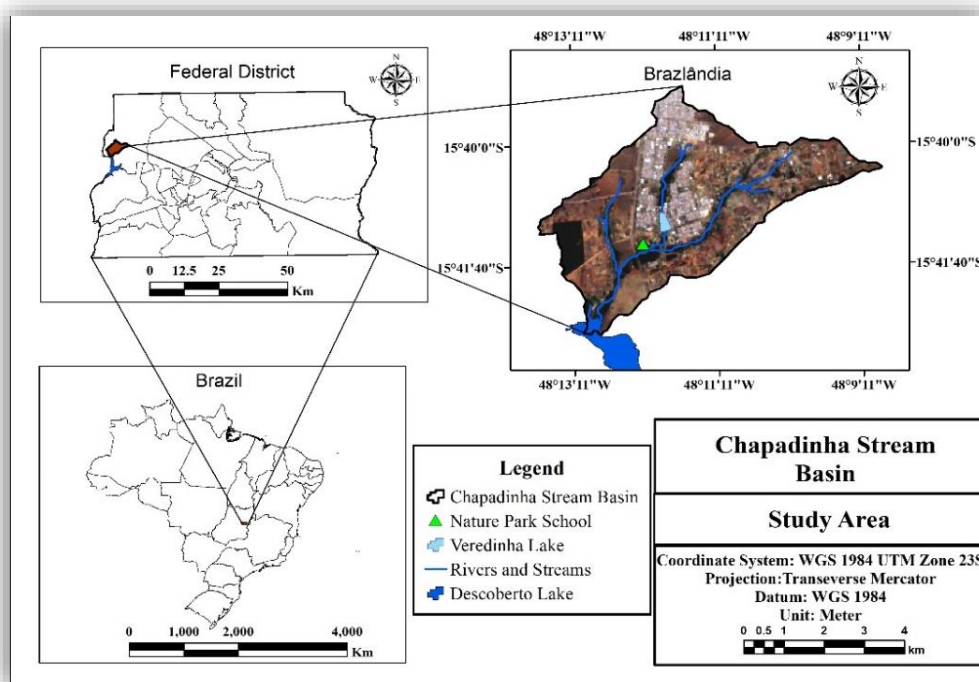 Federal District
N
W E
S
0 12.5 25 50
Km
48°13'11"W 48°11'11"W 48°9'11"W
Brazlândia
N
W E
S
15°40'0"S 15°40'0"S
15°41'40"S 15°41'40"S
48°13'11"W 48°11'11"W 48°9'11"W
Brazil
0 1,000 2,000 4,000
Km
Legend
Chapadinha Stream Basin
Nature Park School
Veredinha Lake
Rivers and Streams
Descoberto Lake
Chapadinha Stream
Basin
Study Area
Coordinate System: WGS 1984 UTM Zone 23S
Projection:Transeverse Mercator
Datum: WGS 1984
Unit: Meter
0 0.5 1 2 3 4
km